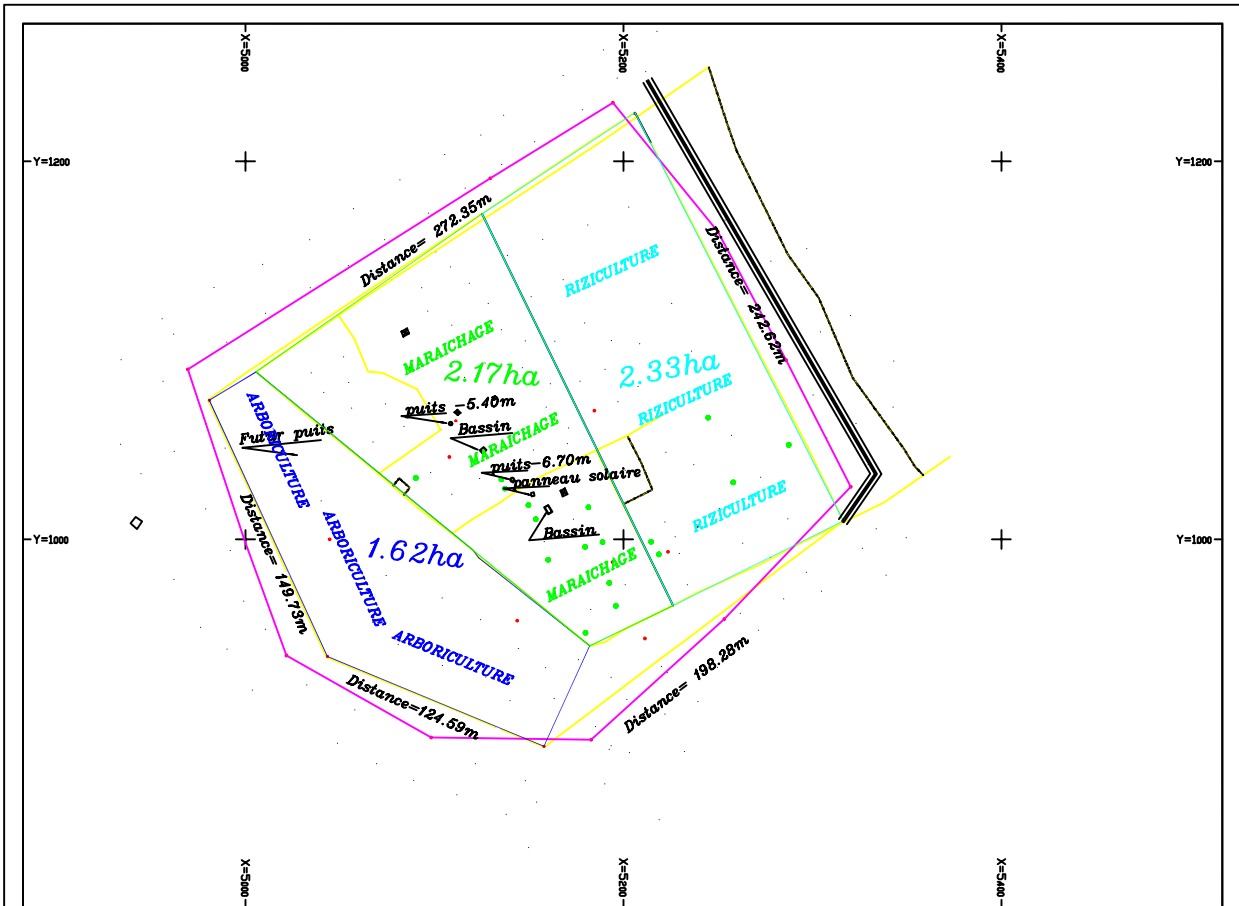 X=5000
X=5200
X=5400
Y=1200
Y=1200
Distance= 272.35m
RIZICULTURE
Distance= 242.62m
MARAICHAGE
2.17ha
2.33ha
RIZICULTURE
puits -5.40m
Bassin
MARAICHAGE
ARBORICULTURE
Futur puits
puits-6.70m
panneau solaire
RIZICULTURE
Bassin
Y=1000
Y=1000
Distance= 149.73m
ARBORICULTURE
1.62ha
MARAICHAGE
ARBORICULTURE
Distance=124.59m
Distance= 198.28m
X=5000
X=5200
X=5400